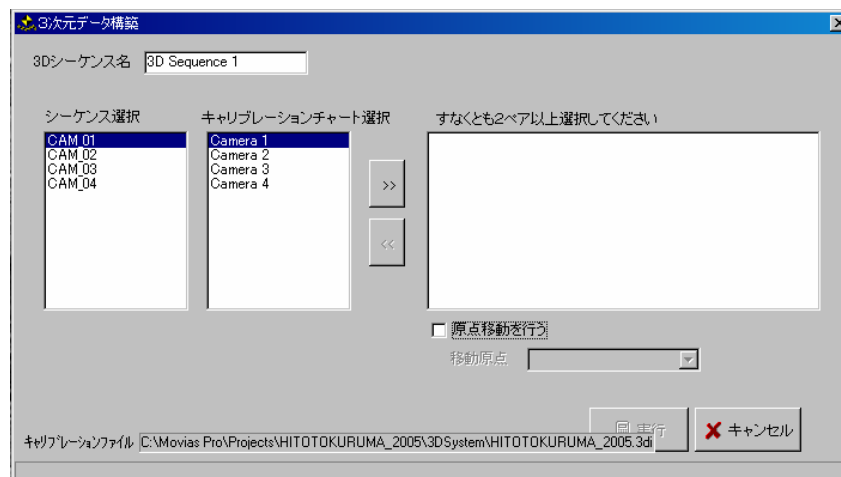 3次元データ構築
3Dシーケンス名 3D Sequence 1
シーケンス選択 キャリブレーションチャート選択 すなくとも2ペア以上選択してください
CAM_01 Camera 1
CAM_02 Camera 2
CAM_03 Camera 3
CAM_04 Camera 4
>>
<<
原点移動を行う
移動原点
実行 キャンセル
キャリブレーションファイル C:\Movias Pro\Projects\HITOTOKURUMA_2005\3DSystem\HITOTOKURUMA_2005.3di